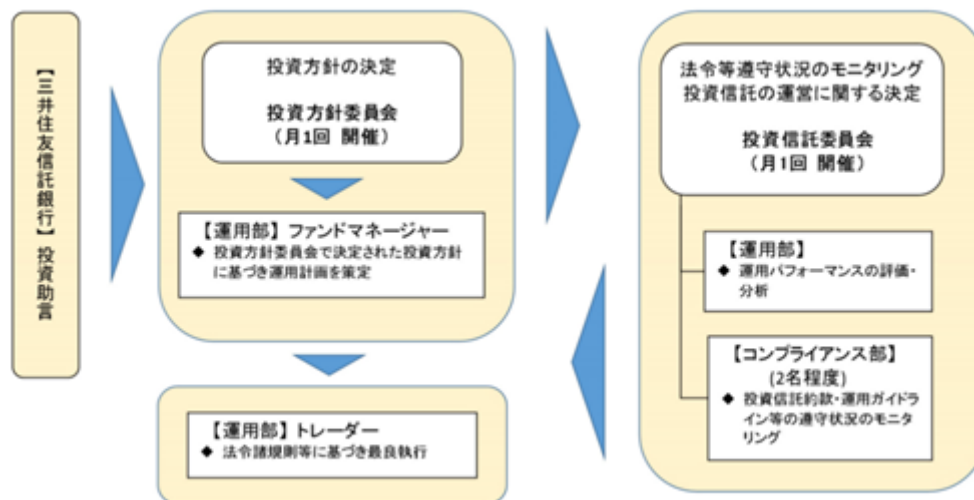 【三井住友信託銀行】投資助言
投資方針の決定
投資方針委員会
(月1回 開催)
【運用部】ファンドマネージャー
◆ 投資方針委員会で決定された投資方針
に基づき運用計画を策定
【運用部】トレーダー
◆ 法令諸規則等に基づき最良執行
法令等遵守状況のモニタリング
投資信託の運営に関する決定
投資信託委員会
(月1回 開催)
【運用部】
◆ 運用パフォーマンスの評価・
分析
【コンプライアンス部】
(2名程度)
◆ 投資信託約款・運用ガイドラ
イン等の遵守状況のモニ
タリング